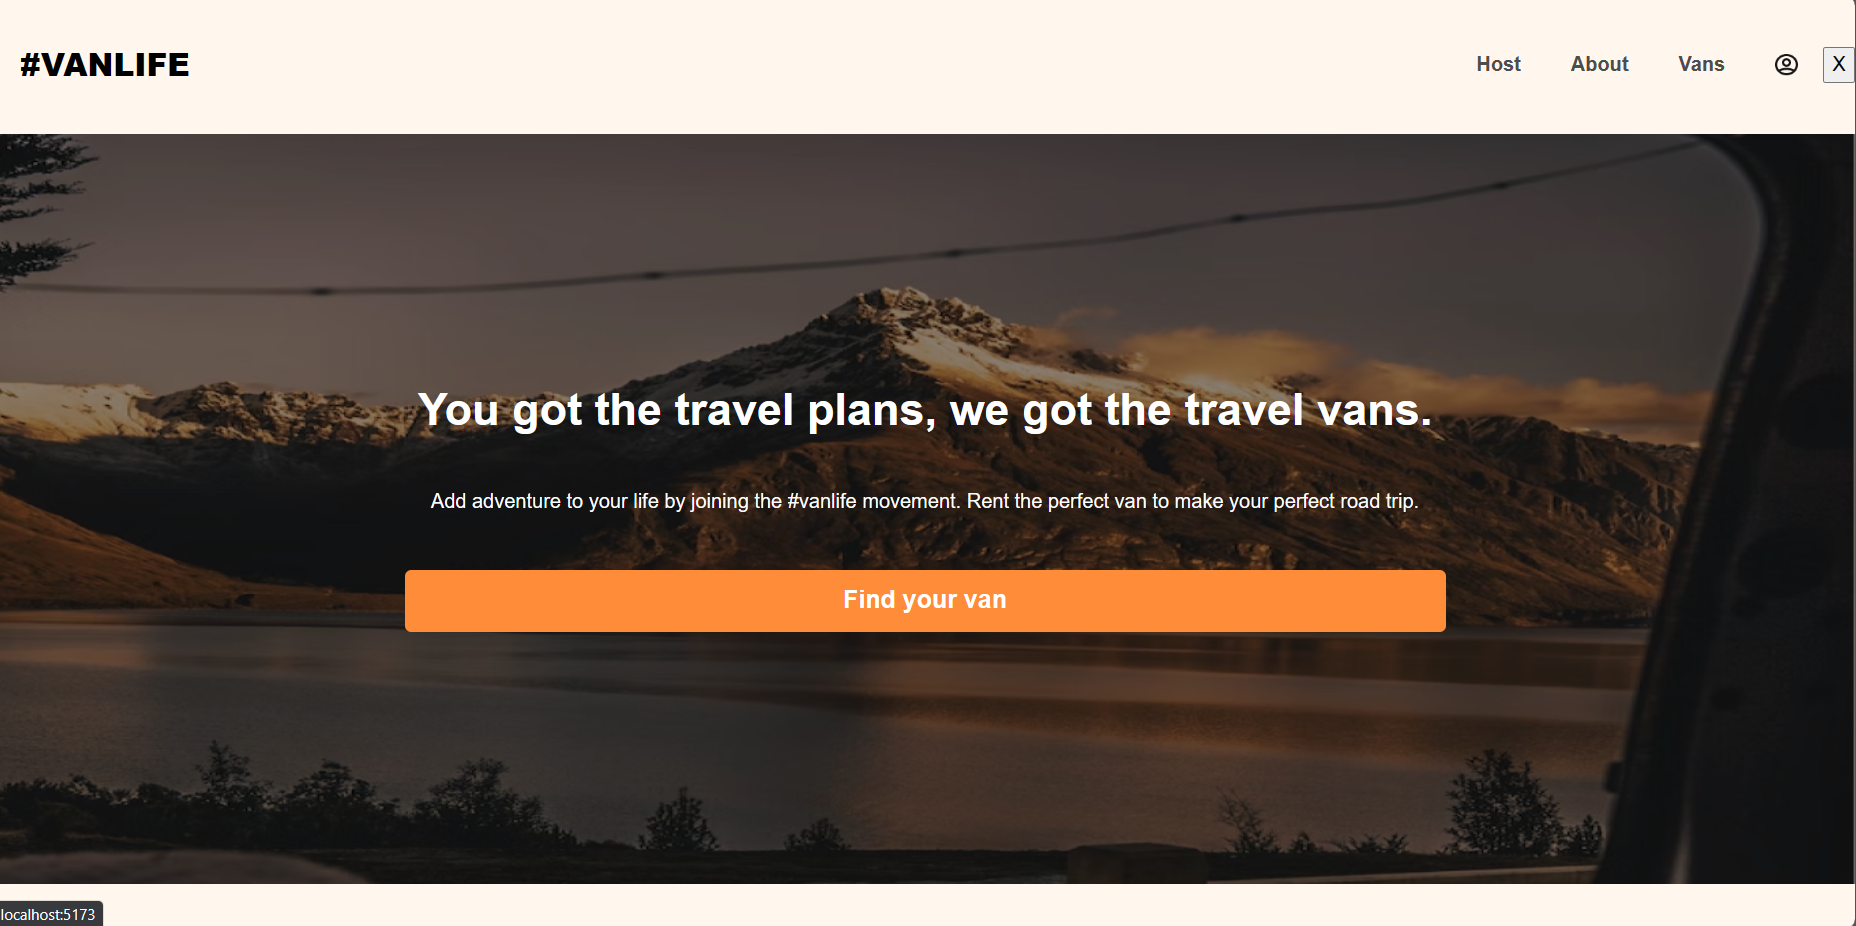 #VANLIFE
Host About Vans X
You got the travel plans, we got the travel vans.
Add adventure to your life by joining the #vanlife movement. Rent the perfect van to make your perfect road trip.
Find your van
localhost:5173